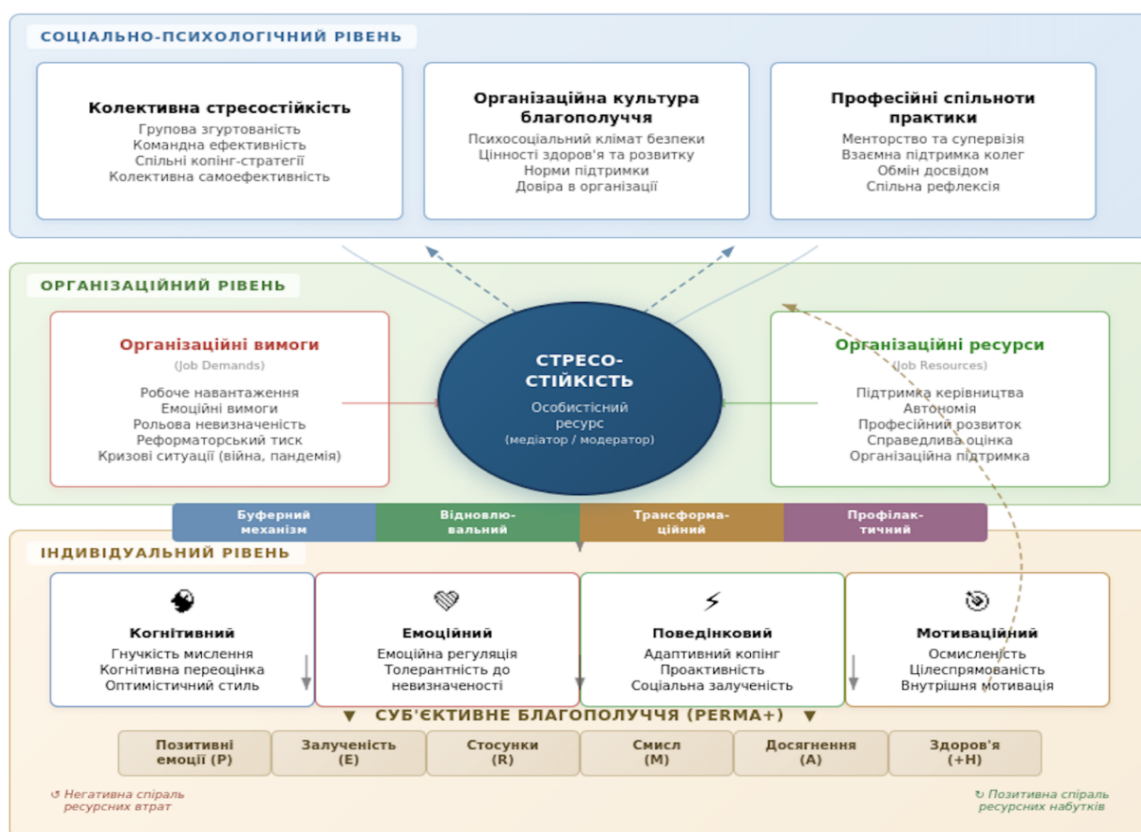 СОЦІАЛЬНО-ПСИХОЛОГІЧНИЙ РІВЕНЬ
Колективна стресостійкість
Групова згуртованість
Командна ефективність
Спільні копінг-стратегії
Колективна самоефективність
Організаційна культура
благополуччя
Психосоціальний клімат безпеки
Цінності здоров'я та розвитку
Норми підтримки
Довіра в організації
Професійні спільноти
практики
Менторство та супервізія
Взаємна підтримка колег
Обмін досвідом
Спільна рефлексія
ОРГАНІЗАЦІЙНИЙ РІВЕНЬ
Організаційні вимоги
(Job Demands)
Робоче навантаження
Емоційні вимоги
Рольова невизначеність
Реформаторський тиск
Кризові ситуації (війна, пандемія)
СТРЕСО-
СТІЙКІСТЬ
Особистісний
ресурс
(медіатор / модератор)
Організаційні ресурси
(Job Resources)
Підтримка керівництва
Автономія
Професійний розвиток
Справедлива оцінка
Організаційна підтримка
Буферний
механізм
Відновлю-
вальний
Трансформа-
ційний
Профілак-
тичний
ІНДИВІДУАЛЬНИЙ РІВЕНЬ
Когнітивний
Гнучкість мислення
Когнітивна переоцінка
Оптимістичний стиль
Емоційний
Емоційна регуляція
Толерантність до
невизначеності
Поведінковий
Адаптивний копінг
Проактивність
Соціальна залученість
Мотиваційний
Осмисленість
Цілеспрямованість
Внутрішня мотивація
▼ СУБ'ЄКТИВНЕ БЛАГОПОЛУЧЧЯ (PERMA+) ▼
Позитивні
емоції (P)
Залученість
(E)
Стосунки
(R)
Смисл
(M)
Досягнення
(A)
Здоров'я
(+H)
↺ Негативна спіраль
ресурсних втрат
↻ Позитивна спіраль
ресурсних набутків